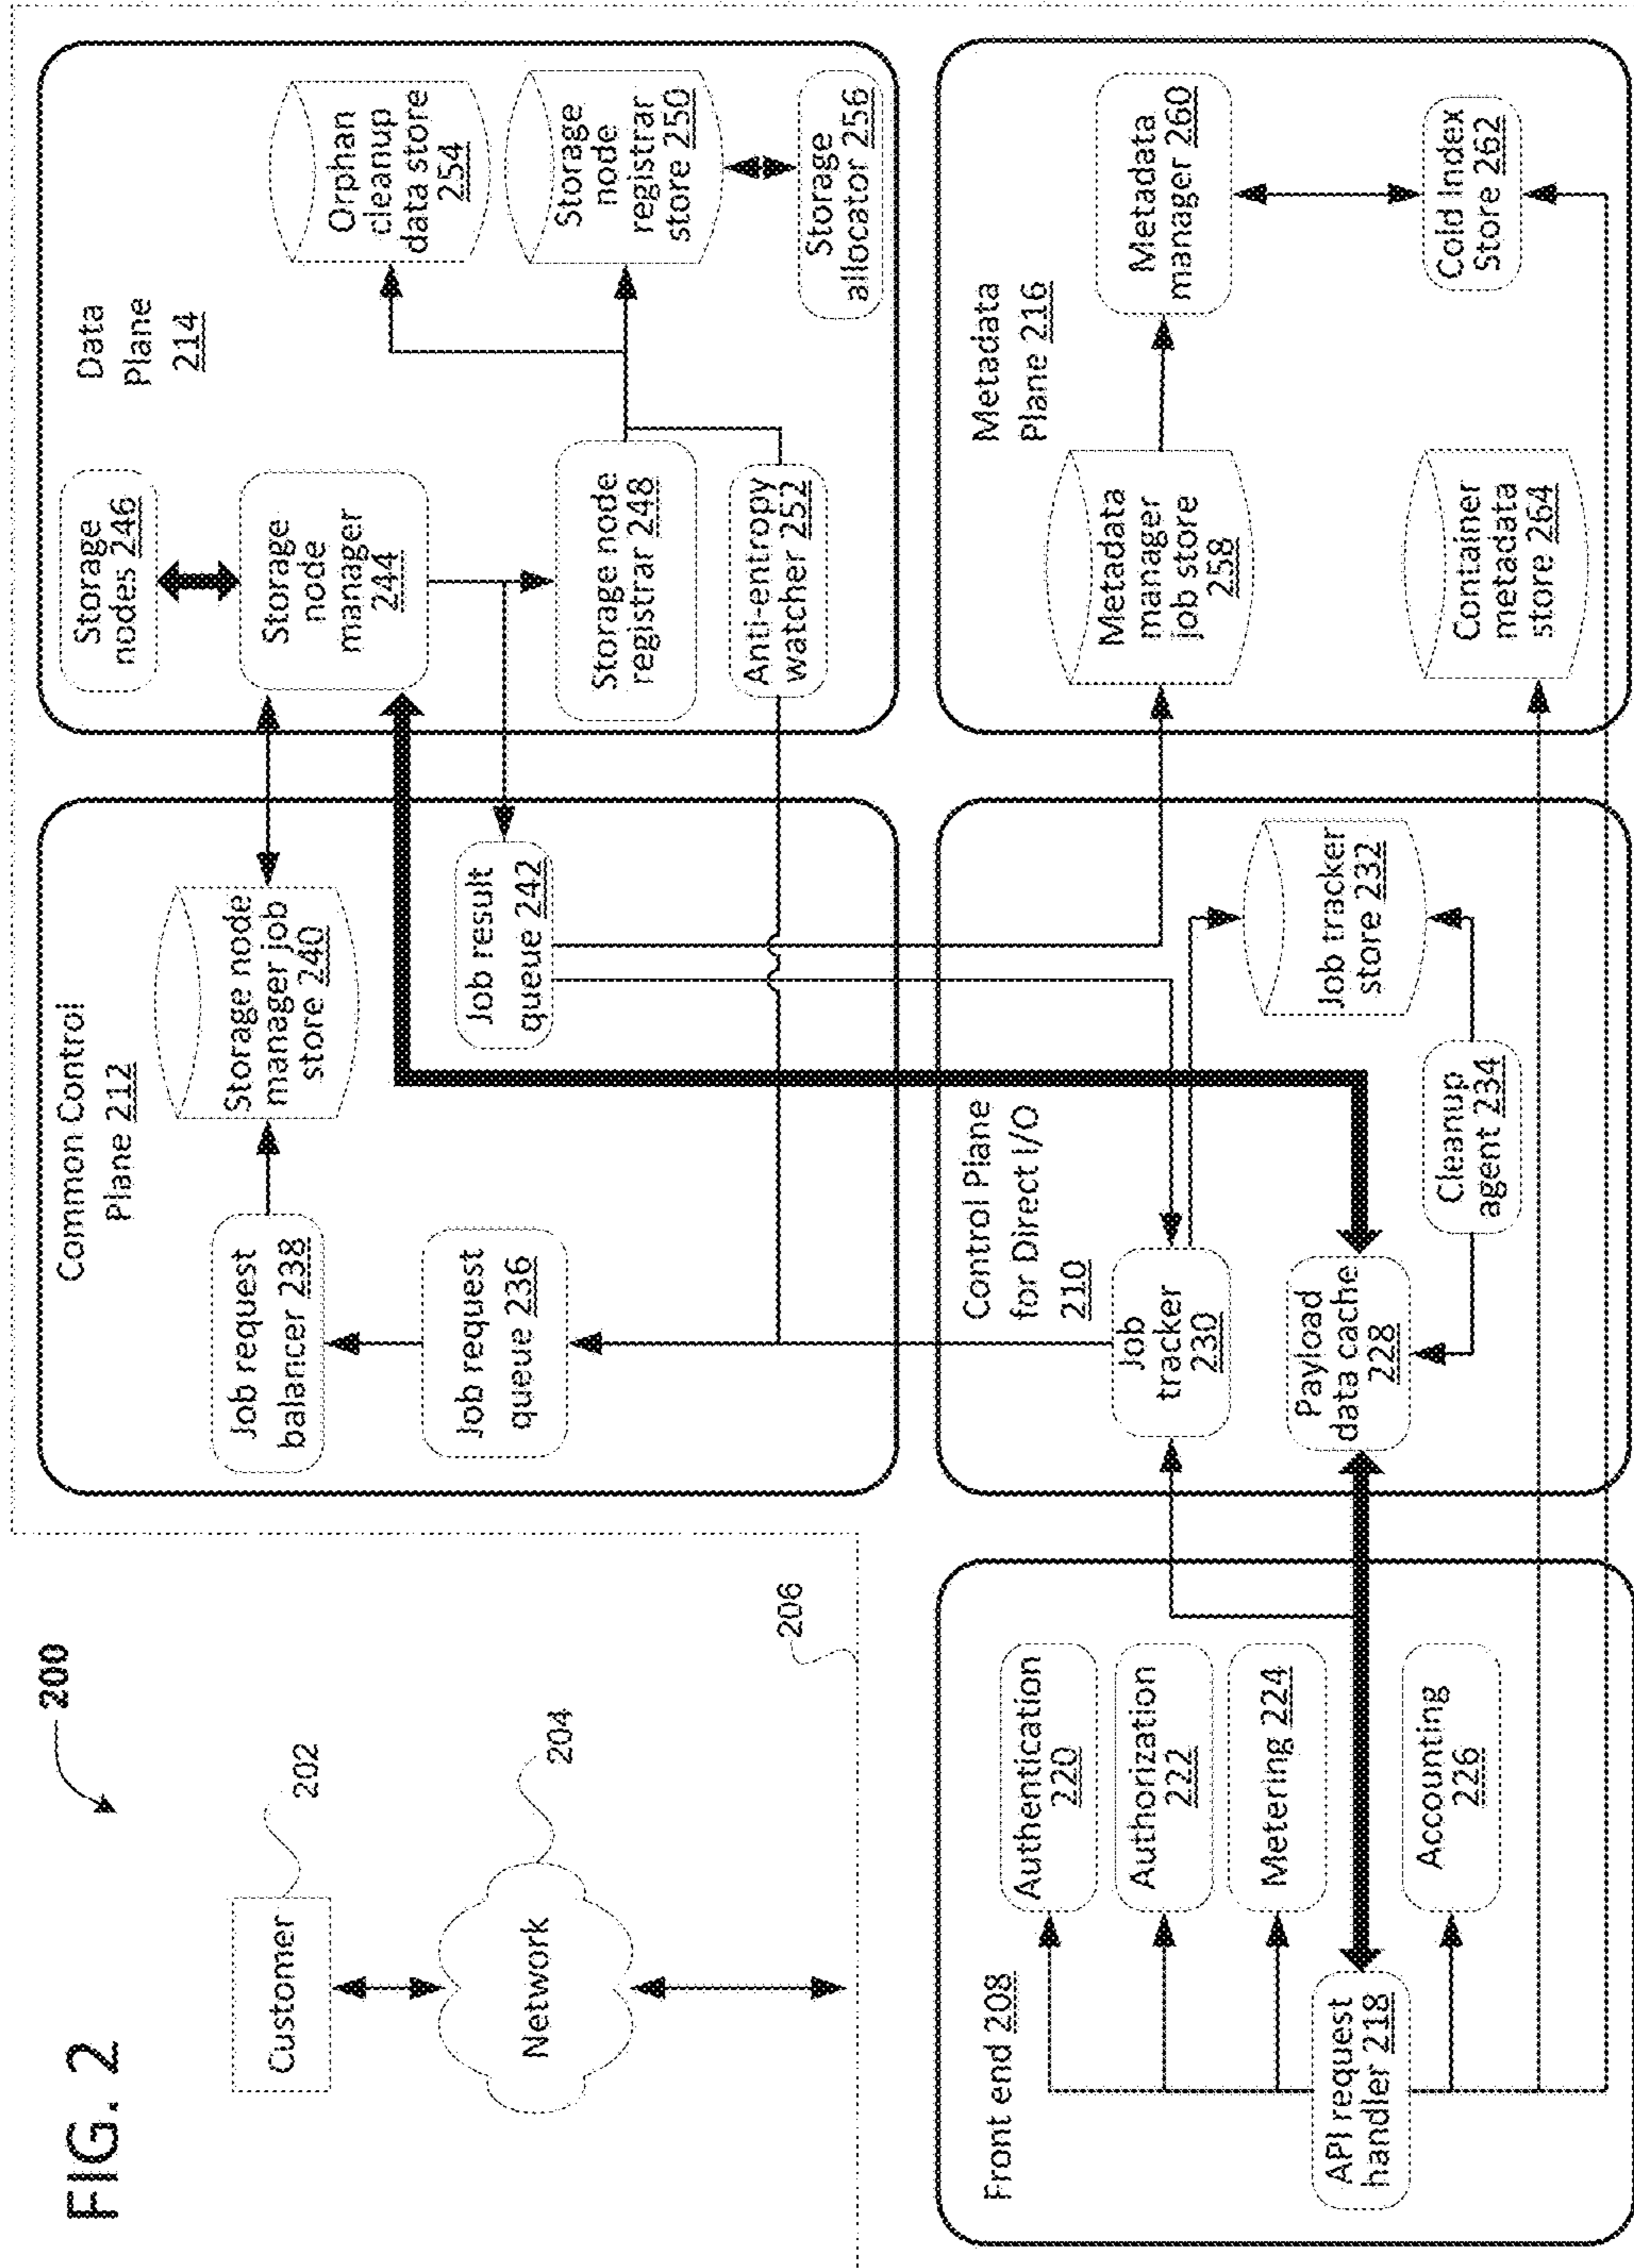 FIG. 2
200
Customer
202
Network
204
206
Common Control
Plane 212
Job request
balancer 238
Storage node
manager job
store 240
Job request
queue 236
Job result
queue 242
Data
Plane
214
Storage
nodes 246
Storage
node
manager
244
Storage node
registrar 248
Anti-entropy
watcher 252
Orphan
cleanup
data store
254
Storage
node
registrar
store 250
Storage
allocator 256
Front end 208
Authentication
220
Authorization
222
Metering 224
API request
handler 218
Accounting
226
Control Plane
for Direct I/O
210
Job
tracker
230
Payload
data cache
228
Job tracker
store 232
Cleanup
agent 234
Metadata
Plane 216
Metadata
manager
job store
258
Metadata
manager 260
Container
metadata
store 264
Cold Index
Store 262